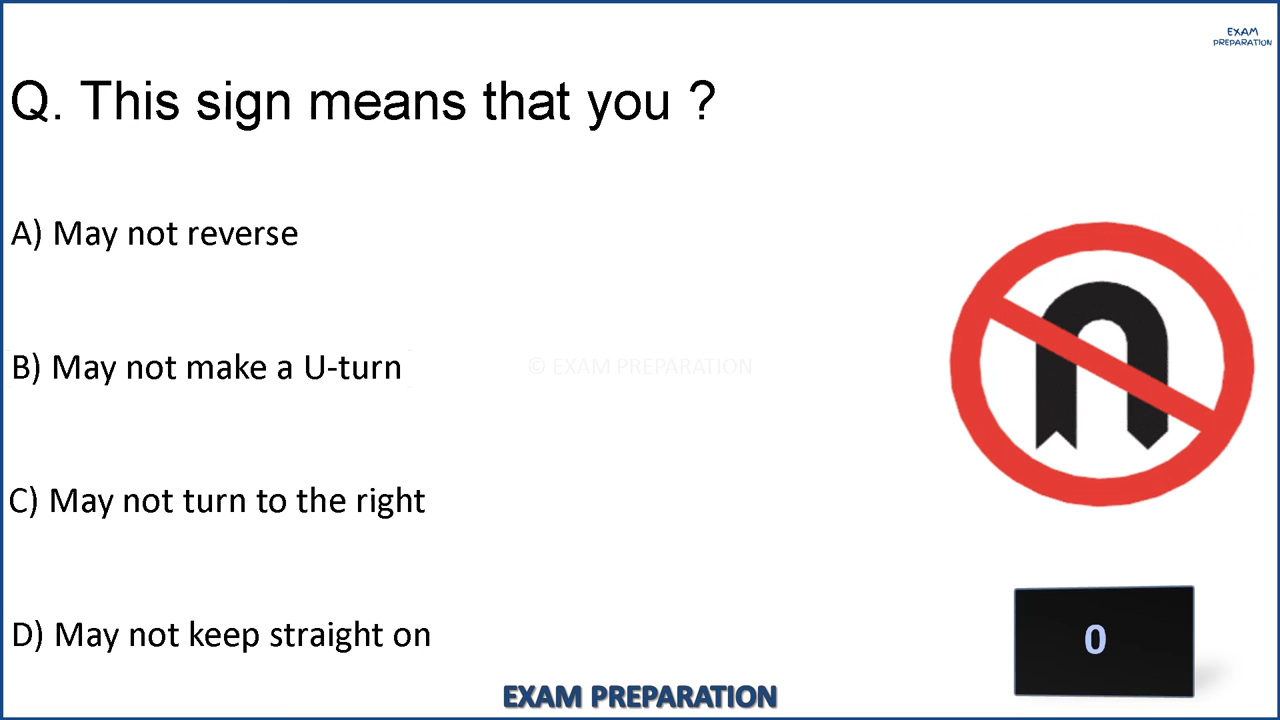 EXAM
PREPARATION
Q. This sign means that you ?
A) May not reverse
B) May not make a U-turn
© EXAM PREPARATION
C) May not turn to the right
D) May not keep straight on
0
EXAM PREPARATION